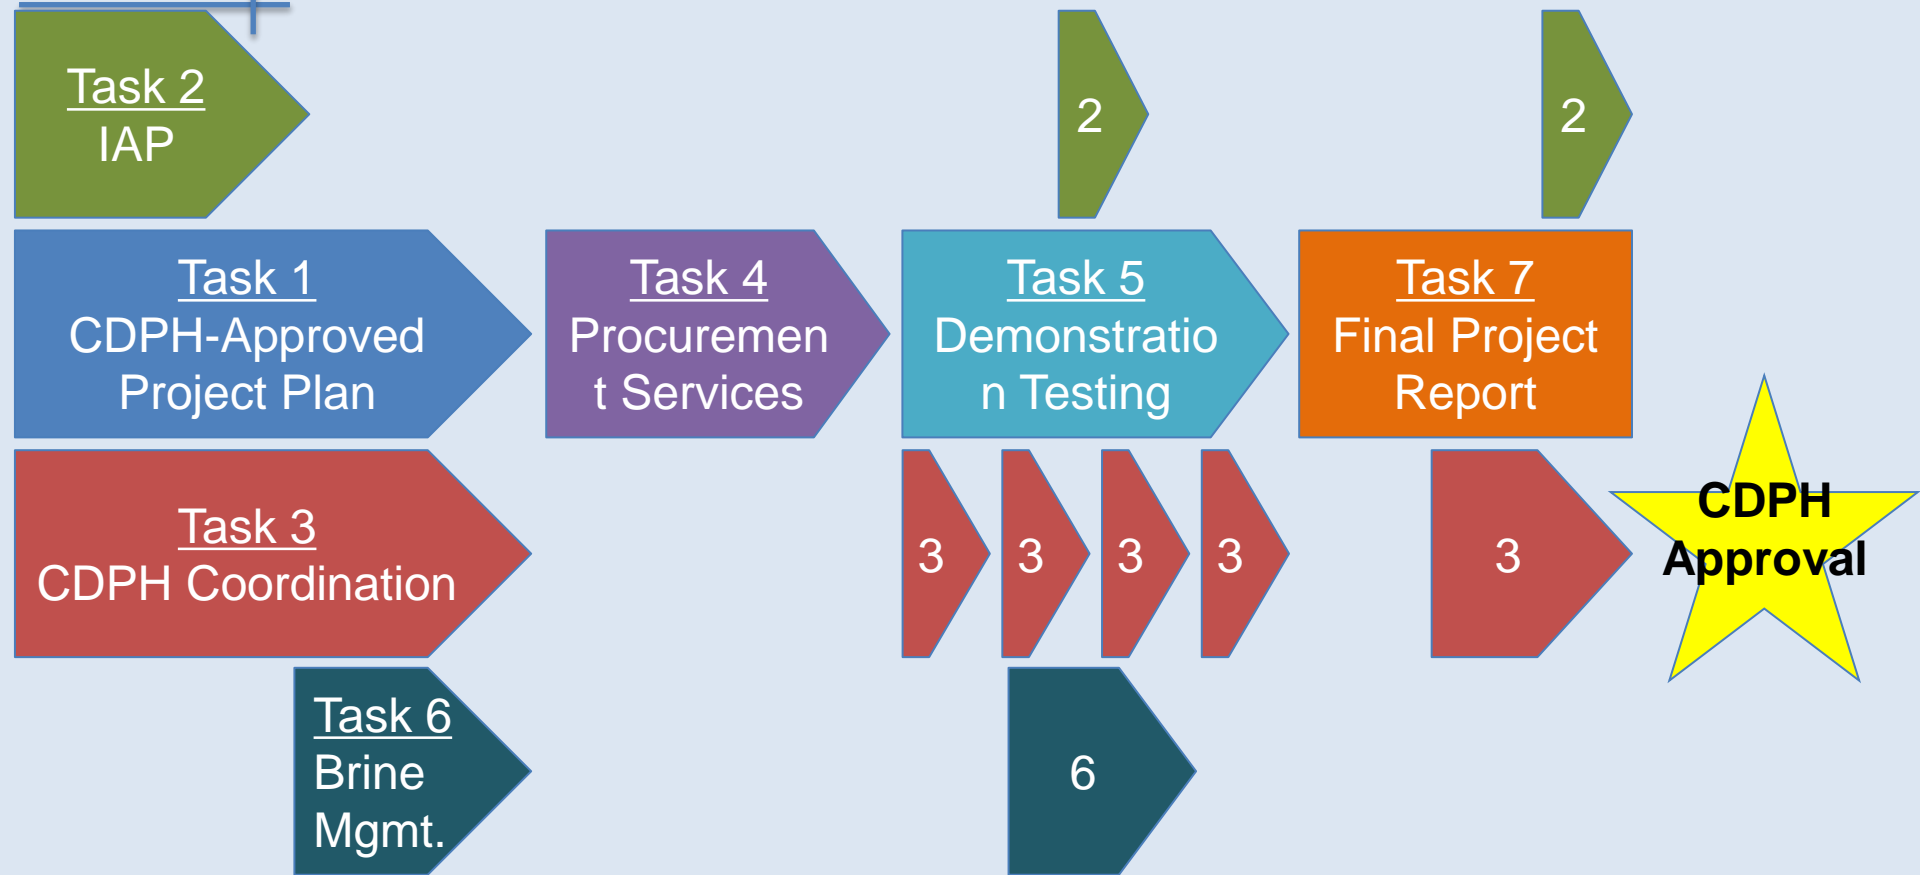 Task 2
IAP
2
2
Task 1
CDPH-Approved
Project Plan
Task 4
Procuremen
t Services
Task 5
Demonstratio
n Testing
Task 7
Final Project
Report
Task 3
CDPH Coordination
3
3
3
3
3
CDPH
Approval
Task 6
Brine
Mgmt.
6